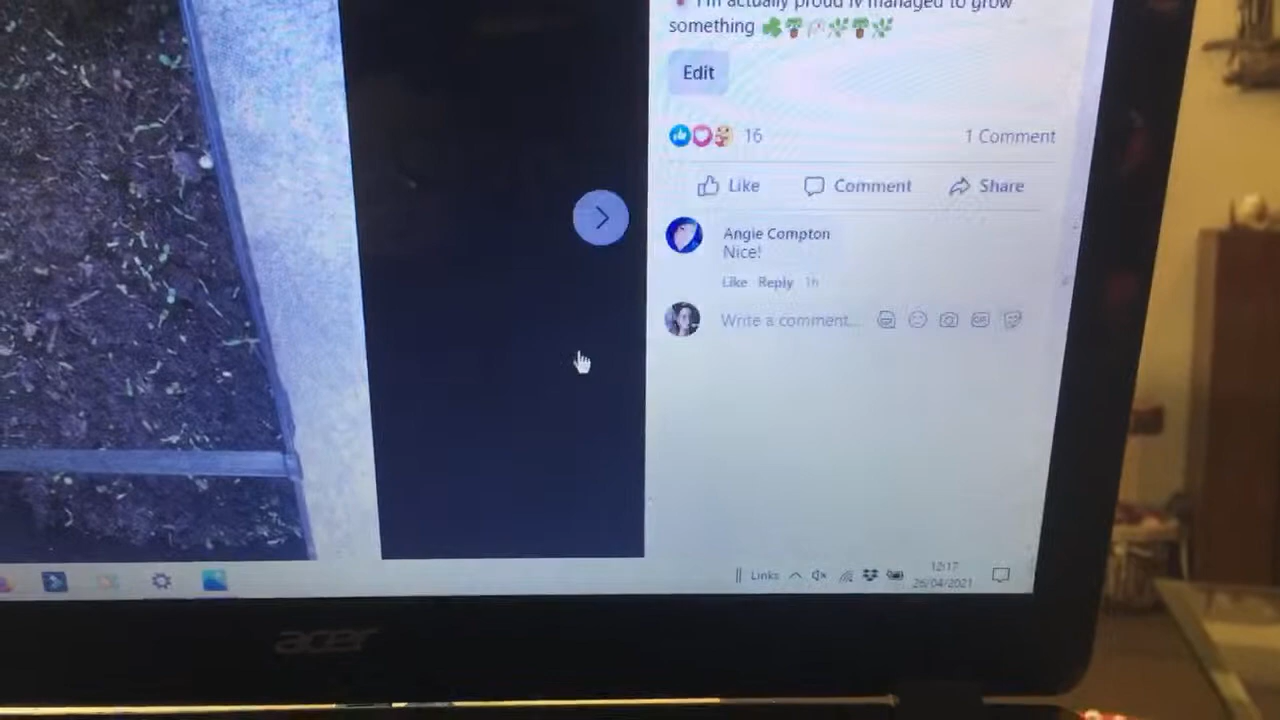 I'm actually proud iv managed to grow
something
Edit
16
1 Comment
Like
Comment
Share
Angie Compton
Nice!
Like Reply 1h
Write a comment...
GIF
Links
12:17
26/04/2021
acer